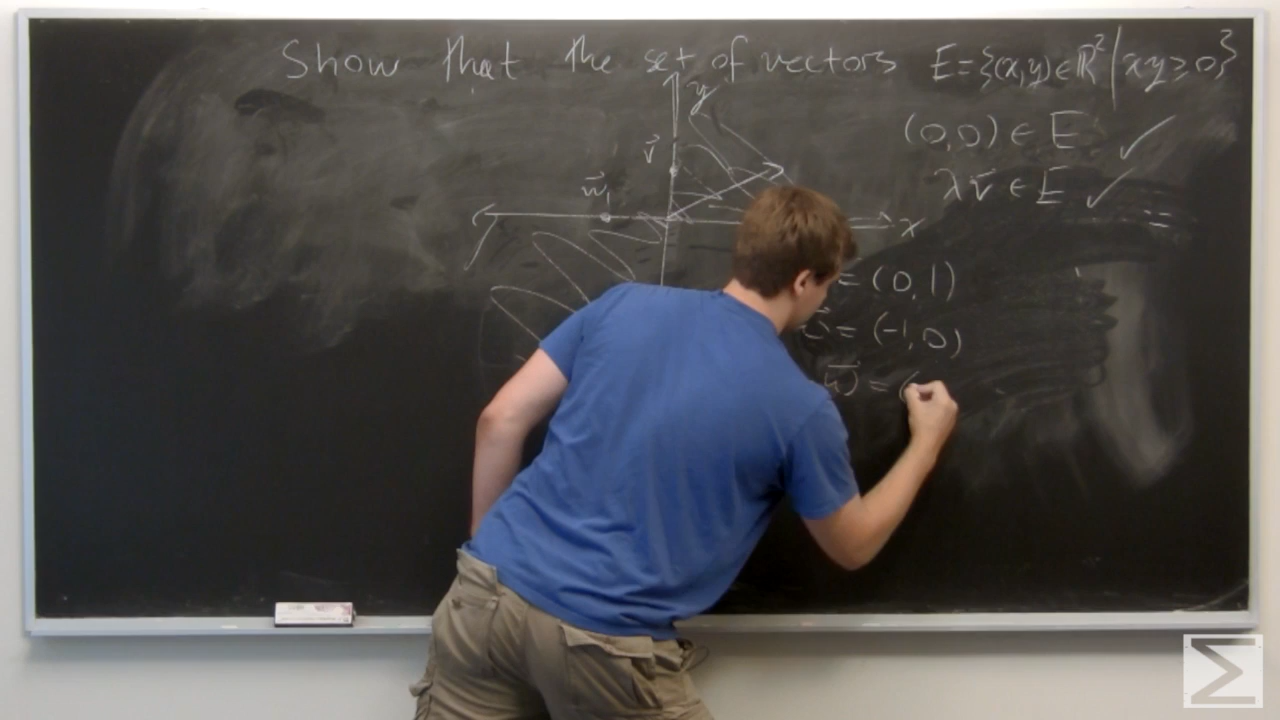 Show that the set of vectors E={(x,y)∈ℝ²|xy≥0}
y
(0,0) ∈ E ✓
v⃗
λv⃗ ∈ E ✓
w⃗
x
= (0,1)
= (-1,0)
w⃗ = (
Σ